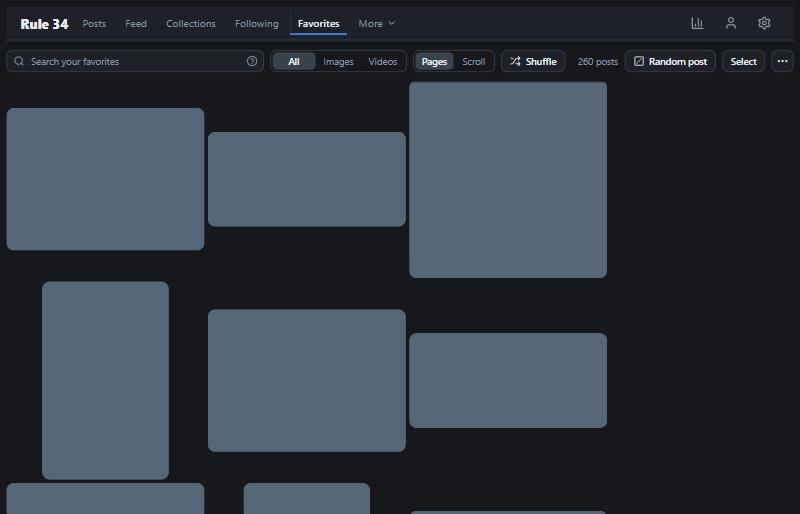 Rule 34 Posts Feed Collections Following Favorites More
Search your favorites All Images Videos Pages Scroll Shuffle 260 posts Random post Select